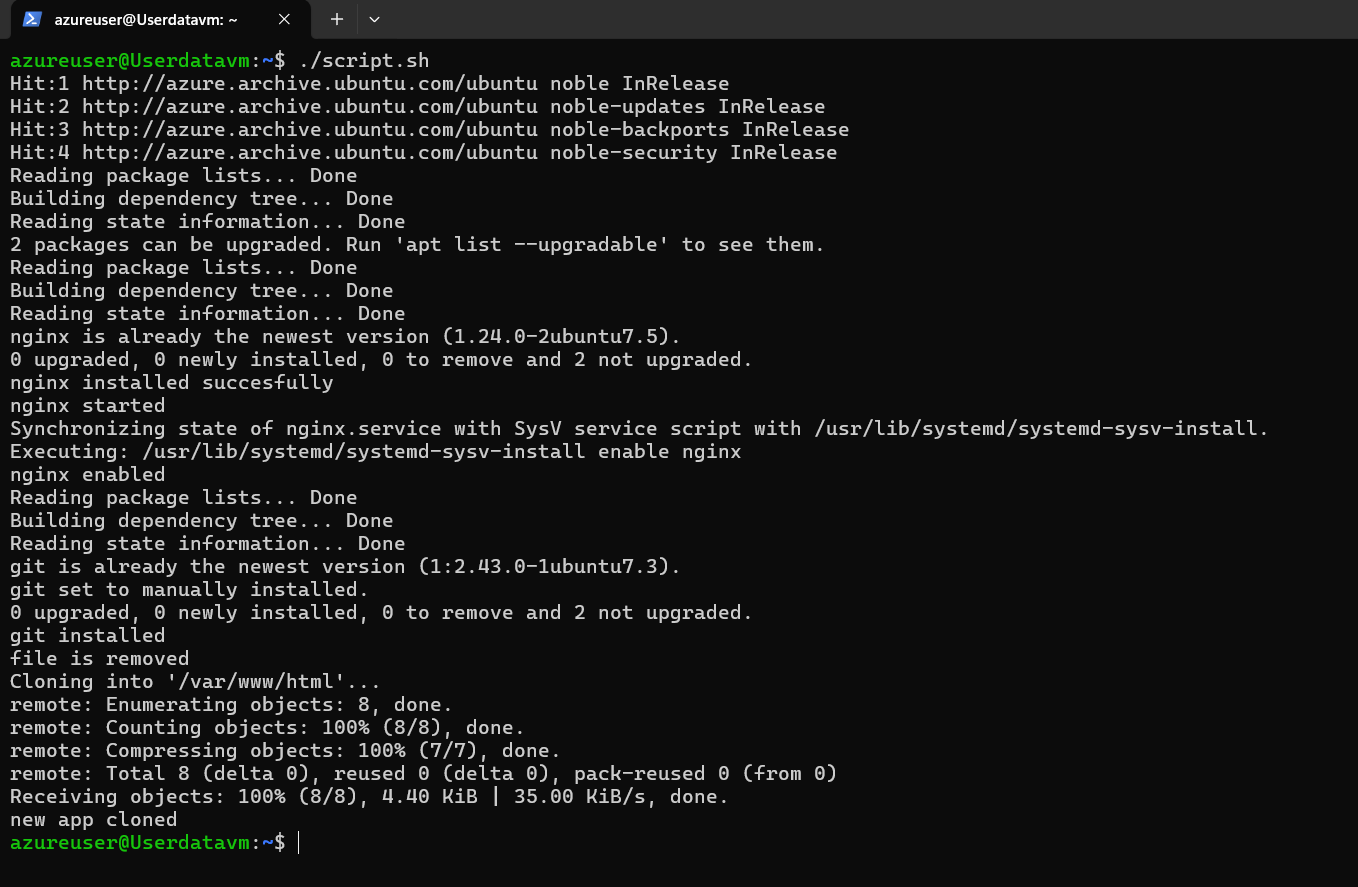 azureuser@Userdatavm: ~
azureuser@Userdatavm:~$ ./script.sh
Hit:1 http://azure.archive.ubuntu.com/ubuntu noble InRelease
Hit:2 http://azure.archive.ubuntu.com/ubuntu noble-updates InRelease
Hit:3 http://azure.archive.ubuntu.com/ubuntu noble-backports InRelease
Hit:4 http://azure.archive.ubuntu.com/ubuntu noble-security InRelease
Reading package lists... Done
Building dependency tree... Done
Reading state information... Done
2 packages can be upgraded. Run 'apt list --upgradable' to see them.
Reading package lists... Done
Building dependency tree... Done
Reading state information... Done
nginx is already the newest version (1.24.0-2ubuntu7.5).
0 upgraded, 0 newly installed, 0 to remove and 2 not upgraded.
nginx installed succesfully
nginx started
Synchronizing state of nginx.service with SysV service script with /usr/lib/systemd/systemd-sysv-install.
Executing: /usr/lib/systemd/systemd-sysv-install enable nginx
nginx enabled
Reading package lists... Done
Building dependency tree... Done
Reading state information... Done
git is already the newest version (1:2.43.0-1ubuntu7.3).
git set to manually installed.
0 upgraded, 0 newly installed, 0 to remove and 2 not upgraded.
git installed
file is removed
Cloning into '/var/www/html'...
remote: Enumerating objects: 8, done.
remote: Counting objects: 100% (8/8), done.
remote: Compressing objects: 100% (7/7), done.
remote: Total 8 (delta 0), reused 0 (delta 0), pack-reused 0 (from 0)
Receiving objects: 100% (8/8), 4.40 KiB | 35.00 KiB/s, done.
new app cloned
azureuser@Userdatavm:~$